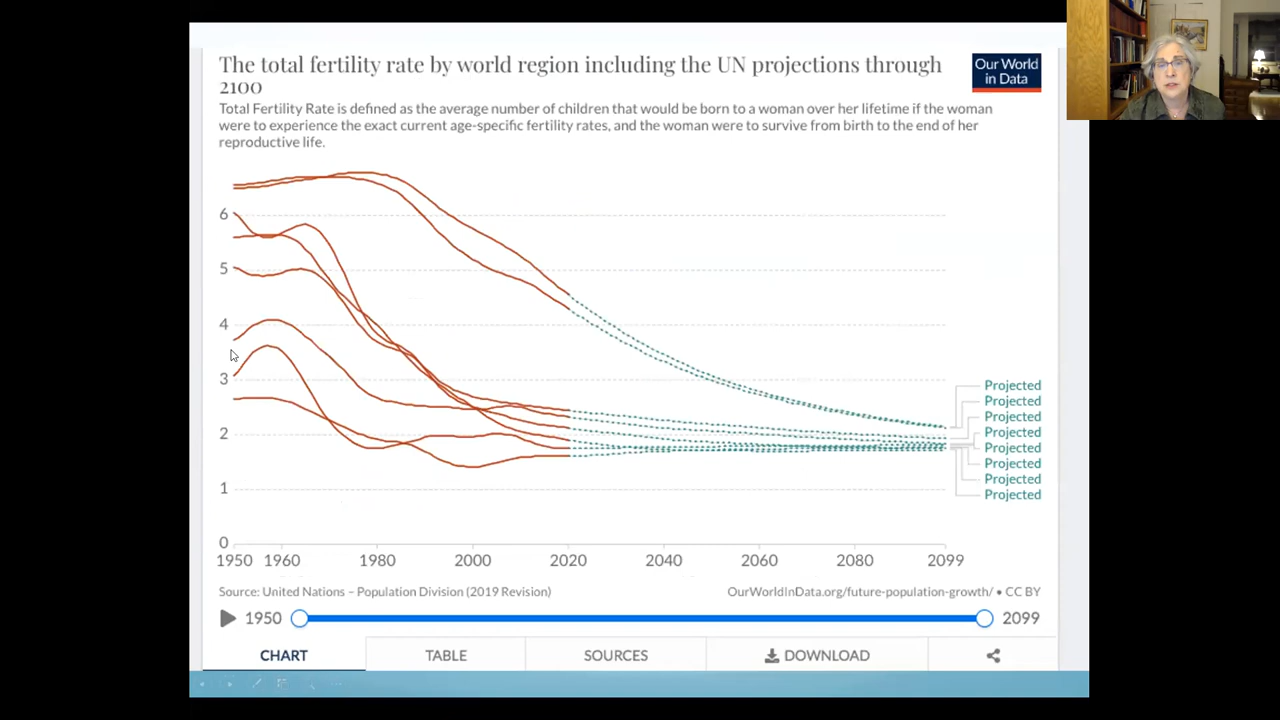 The total fertility rate by world region including the UN projections through
2100
Our World
in Data
Total Fertility Rate is defined as the average number of children that would be born to a woman over her lifetime if the woman
were to experience the exact current age-specific fertility rates, and the woman were to survive from birth to the end of her
reproductive life.
6
5
4
3
2
1
0
Projected
Projected
Projected
Projected
Projected
Projected
Projected
Projected
1950 1960 1980 2000 2020 2040 2060 2080 2099
Source: United Nations – Population Division (2019 Revision)
OurWorldInData.org/future-population-growth/ • CC BY
1950 2099
CHART TABLE SOURCES DOWNLOAD